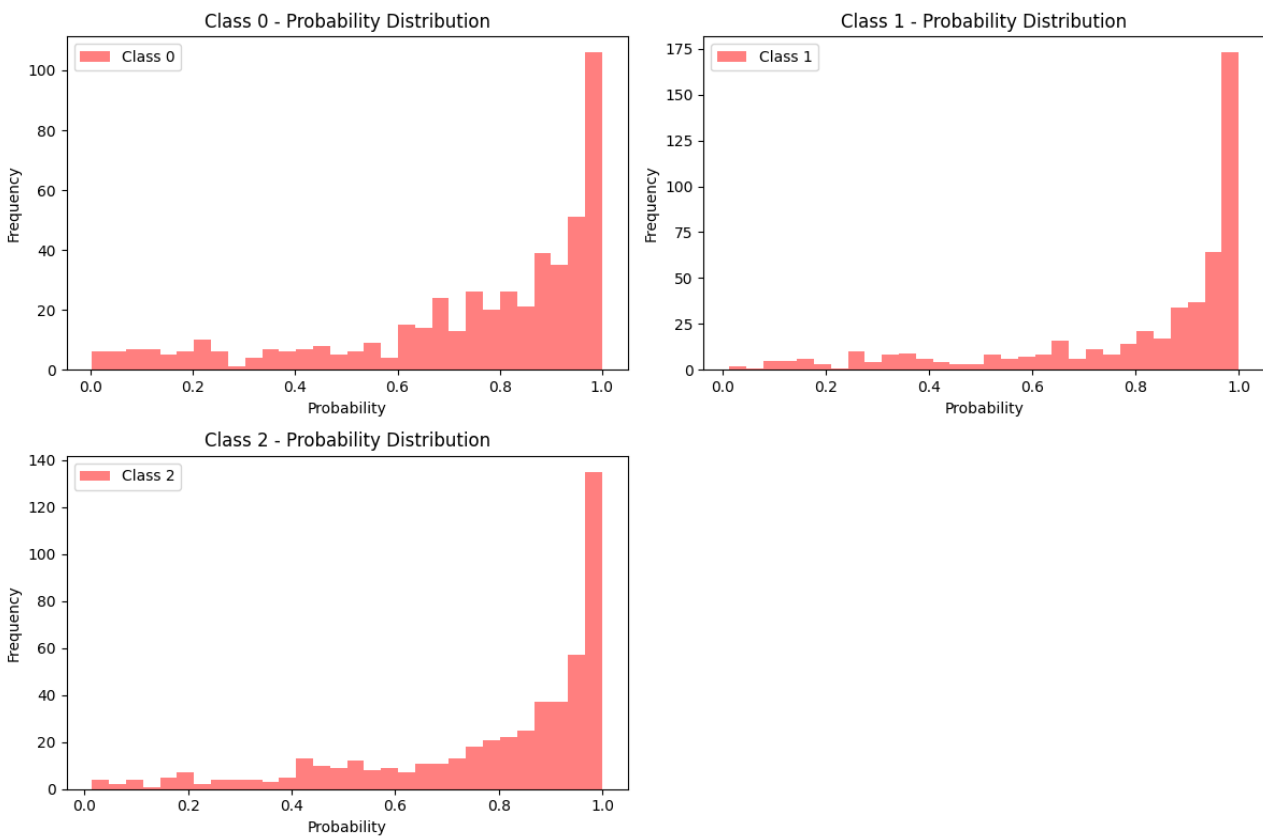 Class 0 - Probability Distribution
Class 0
100
80
60
40
20
0
Frequency
0.0 0.2 0.4 0.6 0.8 1.0
Probability
Class 1 - Probability Distribution
Class 1
175
150
125
100
75
50
25
0
Frequency
0.0 0.2 0.4 0.6 0.8 1.0
Probability
Class 2 - Probability Distribution
Class 2
140
120
100
80
60
40
20
0
Frequency
0.0 0.2 0.4 0.6 0.8 1.0
Probability